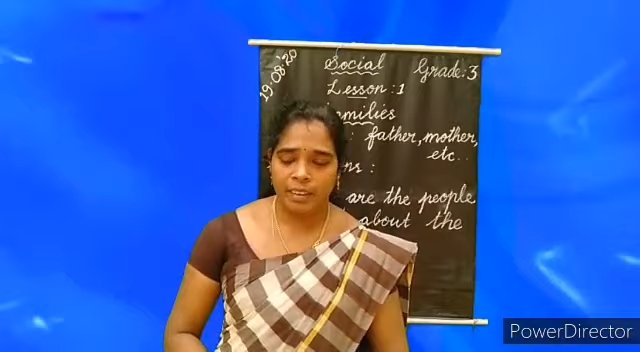 19.08.'20
Social
Grade:3
Lesson : 1
: father, mother,
etc..
:
are the people
about the
PowerDirector